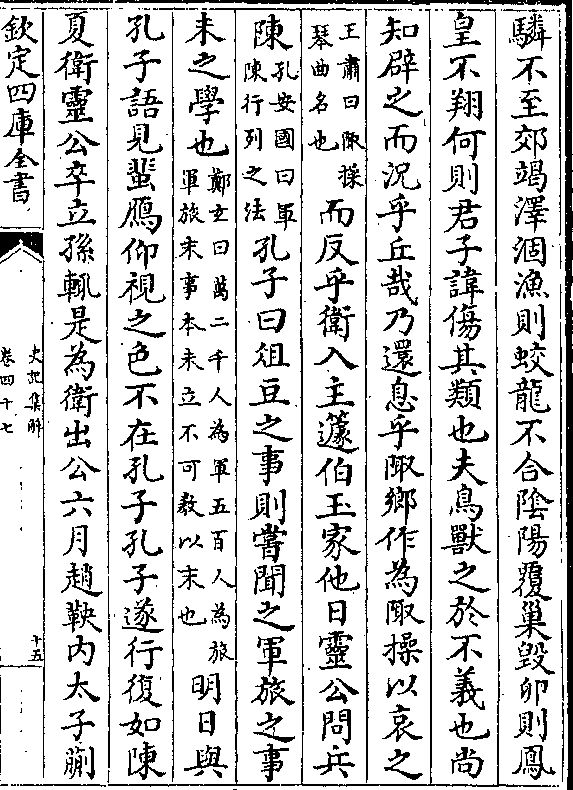 驎不至郊竭澤涸漁則蛟龍不合隂陽覆巢毁卵則鳳
皇不翔何則君子諱傷其類也夫鳥獸之於不義也尚
知辟之而況乎丘哉乃還息乎陬鄉作為陬操以哀之
王肅曰陬操
琴曲名也
而反乎衛入主蘧伯玉家他日靈公問兵
陳
孔安國曰軍
陳行列之法
孔子曰俎豆之事則嘗聞之軍旅之事
未之學也
鄭𤣥曰萬二千人為軍五百人為旅
軍旅末事本未立不可教以末也
明日與
孔子語見蜚鴈仰視之色不在孔子孔子遂行復如陳
夏衛靈公卒立孫輒是為衛出公六月趙鞅内太子蒯
欽定四庫全書
史記集解
卷四十七
十五